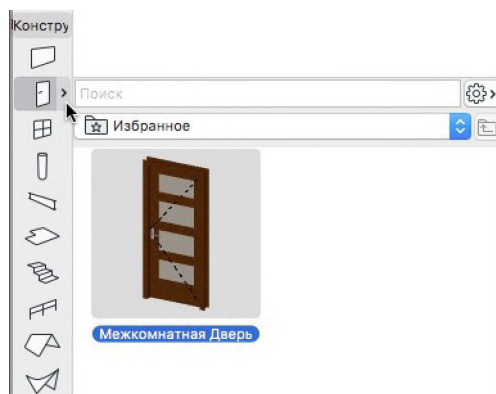 Констру
Поиск
Избранное
Межкомнатная Дверь